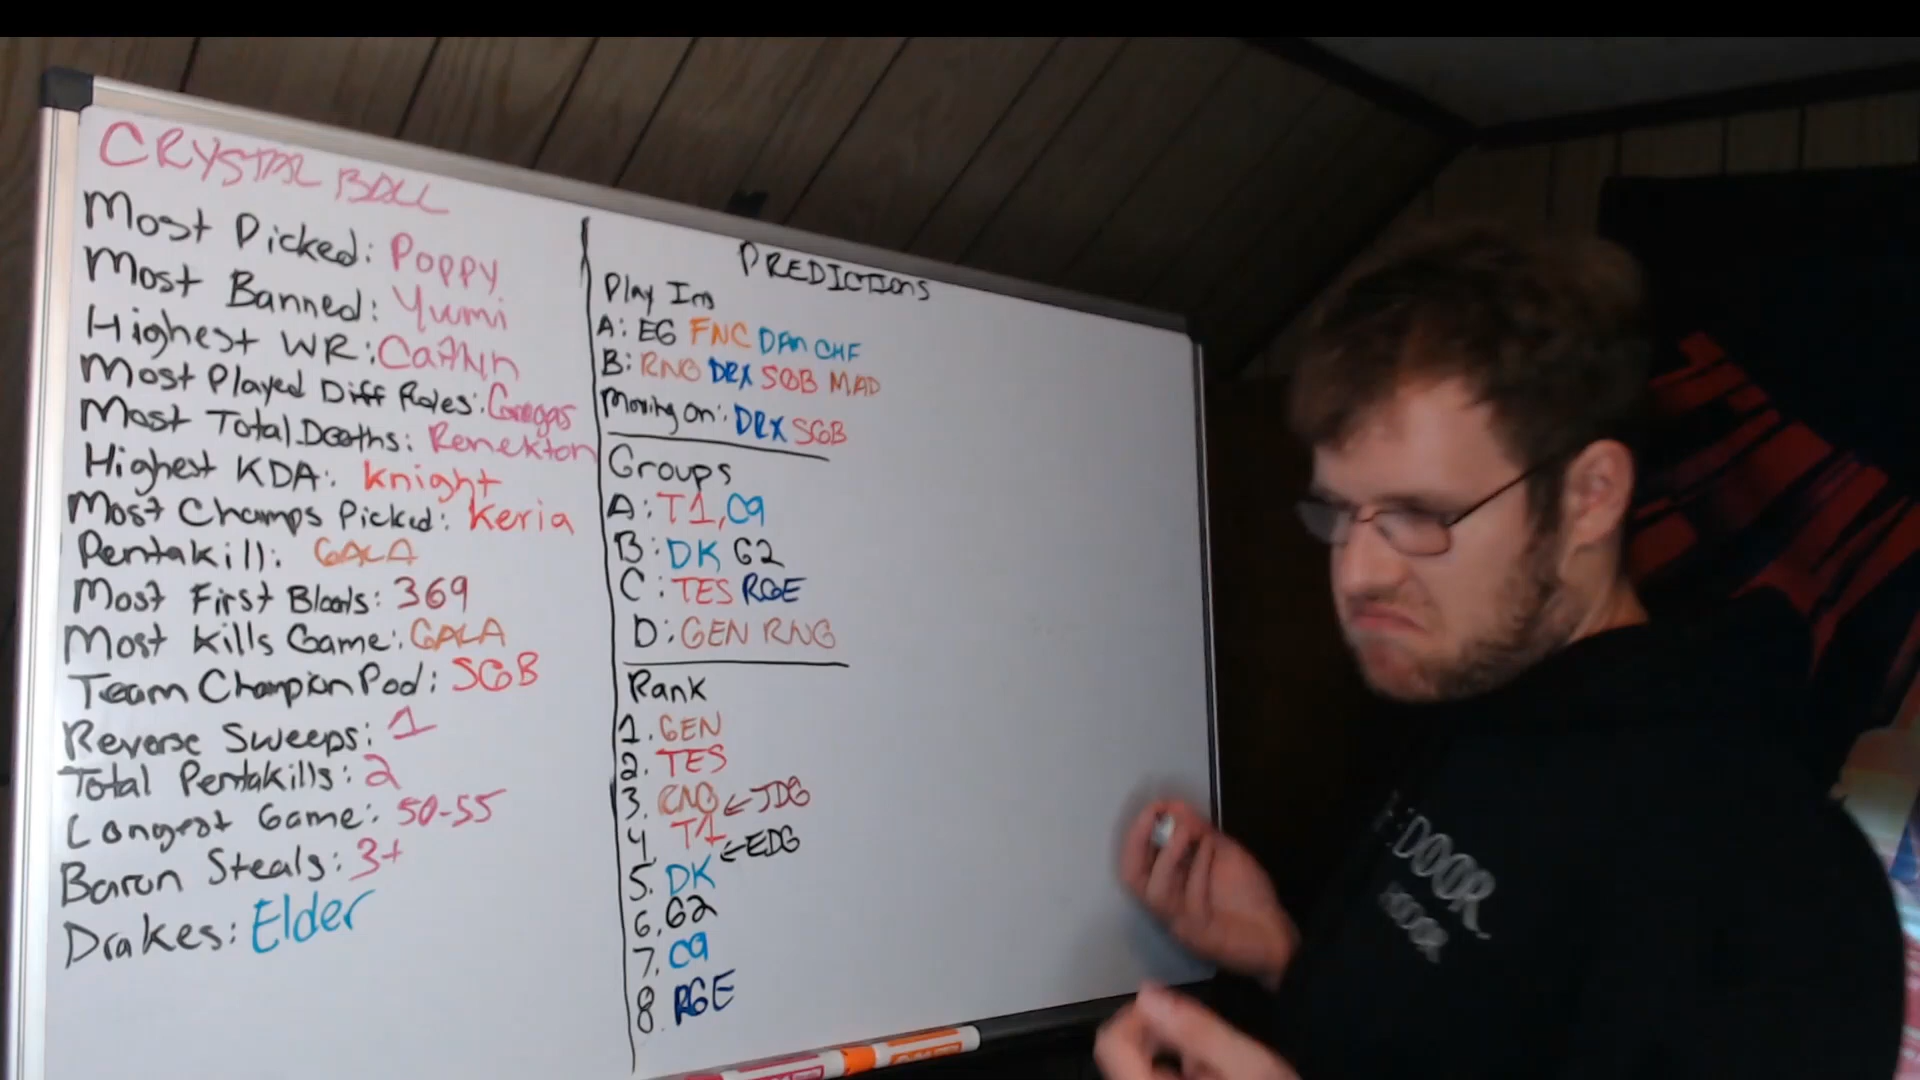 CRYSTAL BALL
Most Picked: Poppy
Most Banned: Yumi
Highest WR: Caitlyn
Most Played Diff Roles: Gragas
Most Total Deaths: Renekton
Highest KDA: Knight
Most Champs Picked: Keria
Pentakill: GALA
Most First Bloods: 369
Most Kills Game: GALA
Team Champion Pod: SGB
Reverse Sweeps: 1
Total Pentakills: 2
Longest Game: 50-55
Baron Steals: 3+
Drakes: Elder
PREDICTIONS
Play Ins
A: EG FNC DFM CHF
B: RNG DRX SGB MAD
Moving On: DRX SGB
Groups
A: T1, C9
B: DK G2
C: TES RGE
D: GEN RNG
Rank
1. GEN
2. TES
3. RNG ← JDG
4. T1 ← EDG
5. DK
6. G2
7. C9
8. RGE
DOOR